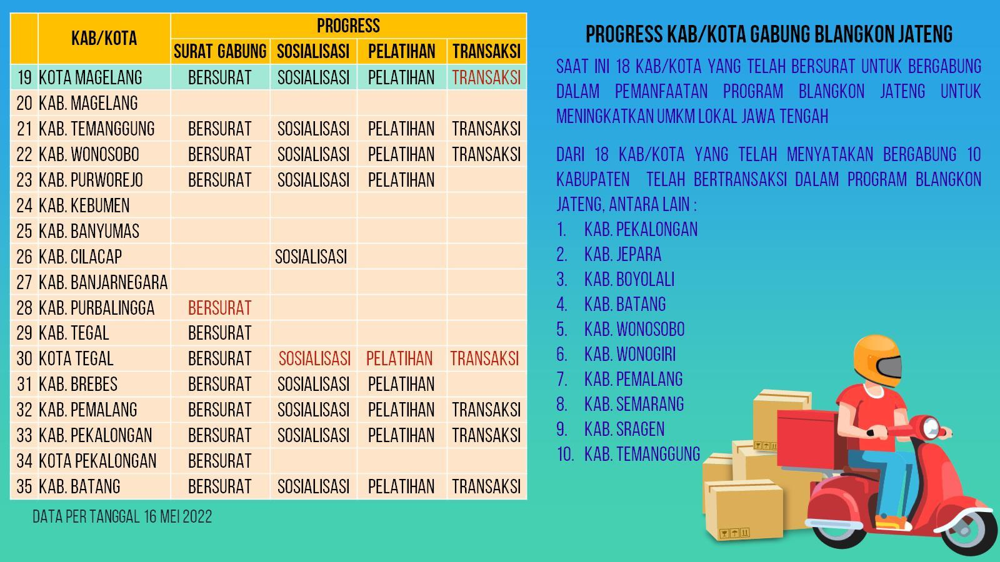 KAB/KOTA PROGRESS
SURAT GABUNG SOSIALISASI PELATIHAN TRANSAKSI
19 KOTA MAGELANG BERSURAT SOSIALISASI PELATIHAN TRANSAKSI
20 KAB. MAGELANG
21 KAB. TEMANGGUNG BERSURAT SOSIALISASI PELATIHAN TRANSAKSI
22 KAB. WONOSOBO BERSURAT SOSIALISASI PELATIHAN TRANSAKSI
23 KAB. PURWOREJO BERSURAT SOSIALISASI PELATIHAN
24 KAB. KEBUMEN
25 KAB. BANYUMAS
26 KAB. CILACAP SOSIALISASI
27 KAB. BANJARNEGARA
28 KAB. PURBALINGGA BERSURAT
29 KAB. TEGAL BERSURAT
30 KOTA TEGAL BERSURAT SOSIALISASI PELATIHAN TRANSAKSI
31 KAB. BREBES BERSURAT SOSIALISASI PELATIHAN
32 KAB. PEMALANG BERSURAT SOSIALISASI PELATIHAN TRANSAKSI
33 KAB. PEKALONGAN BERSURAT SOSIALISASI PELATIHAN TRANSAKSI
34 KOTA PEKALONGAN BERSURAT
35 KAB. BATANG BERSURAT SOSIALISASI PELATIHAN TRANSAKSI
DATA PER TANGGAL 16 MEI 2022
PROGRESS KAB/KOTA GABUNG BLANGKON JATENG
SAAT INI 18 KAB/KOTA YANG TELAH BERSURAT UNTUK BERGABUNG
DALAM PEMANFAATAN PROGRAM BLANGKON JATENG UNTUK
MENINGKATKAN UMKM LOKAL JAWA TENGAH
DARI 18 KAB/KOTA YANG TELAH MENYATAKAN BERGABUNG 10
KABUPATEN TELAH BERTRANSAKSI DALAM PROGRAM BLANGKON
JATENG, ANTARA LAIN :
1. KAB. PEKALONGAN
2. KAB. JEPARA
3. KAB. BOYOLALI
4. KAB. BATANG
5. KAB. WONOSOBO
6. KAB. WONOGIRI
7. KAB. PEMALANG
8. KAB. SEMARANG
9. KAB. SRAGEN
10. KAB. TEMANGGUNG